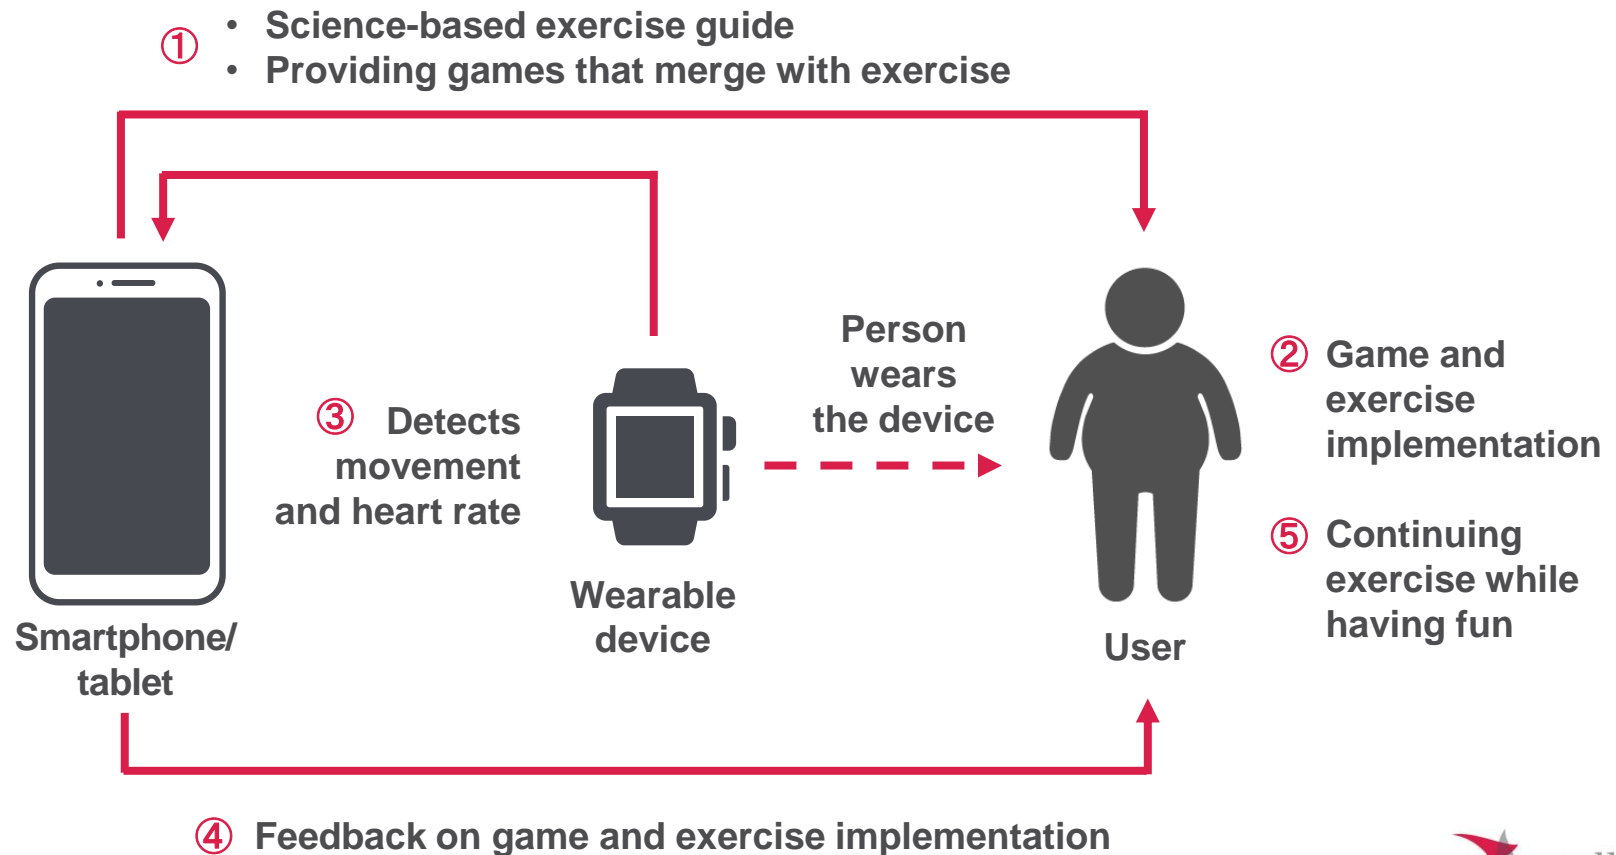 ① • Science-based exercise guide
• Providing games that merge with exercise
Person
wears
the device
② Game and
exercise
implementation
③ Detects
movement
and heart rate
⑤ Continuing
exercise while
having fun
Wearable
device
Smartphone/
tablet
User
④ Feedback on game and exercise implementation